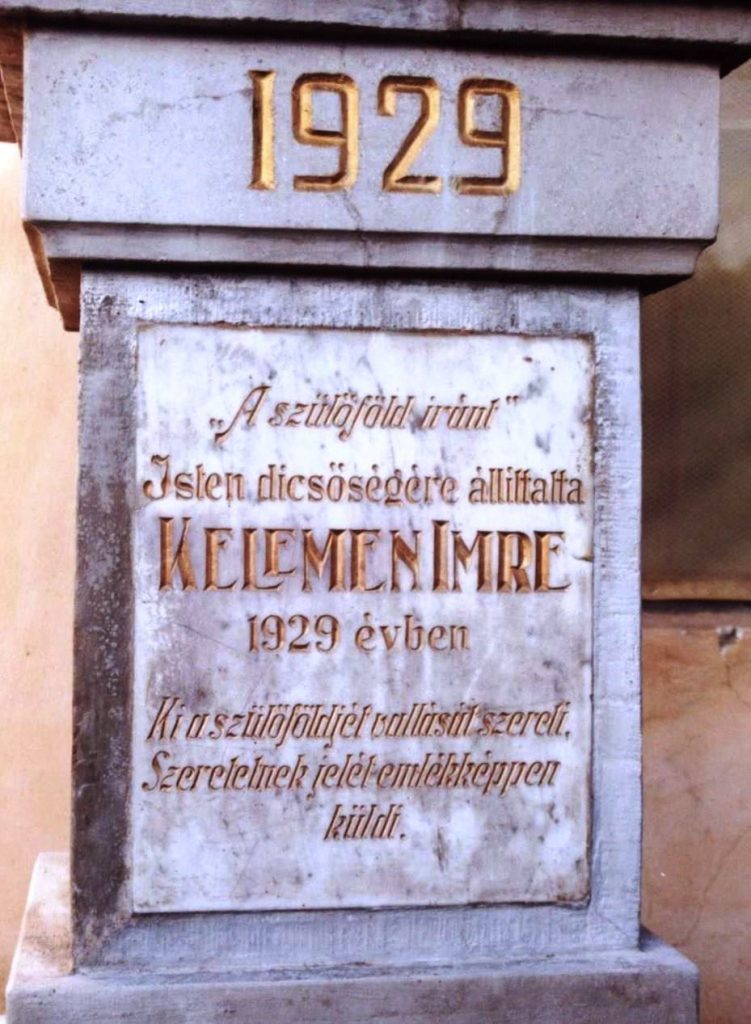 1929
„A szülőföld iránt"
Isten dicsőségére állíttatta
KELEMEN IMRE
1929 évben
Ki a szülőföldjét vallását szereti,
Szeretetnek jelét emlékképpen
küldi.